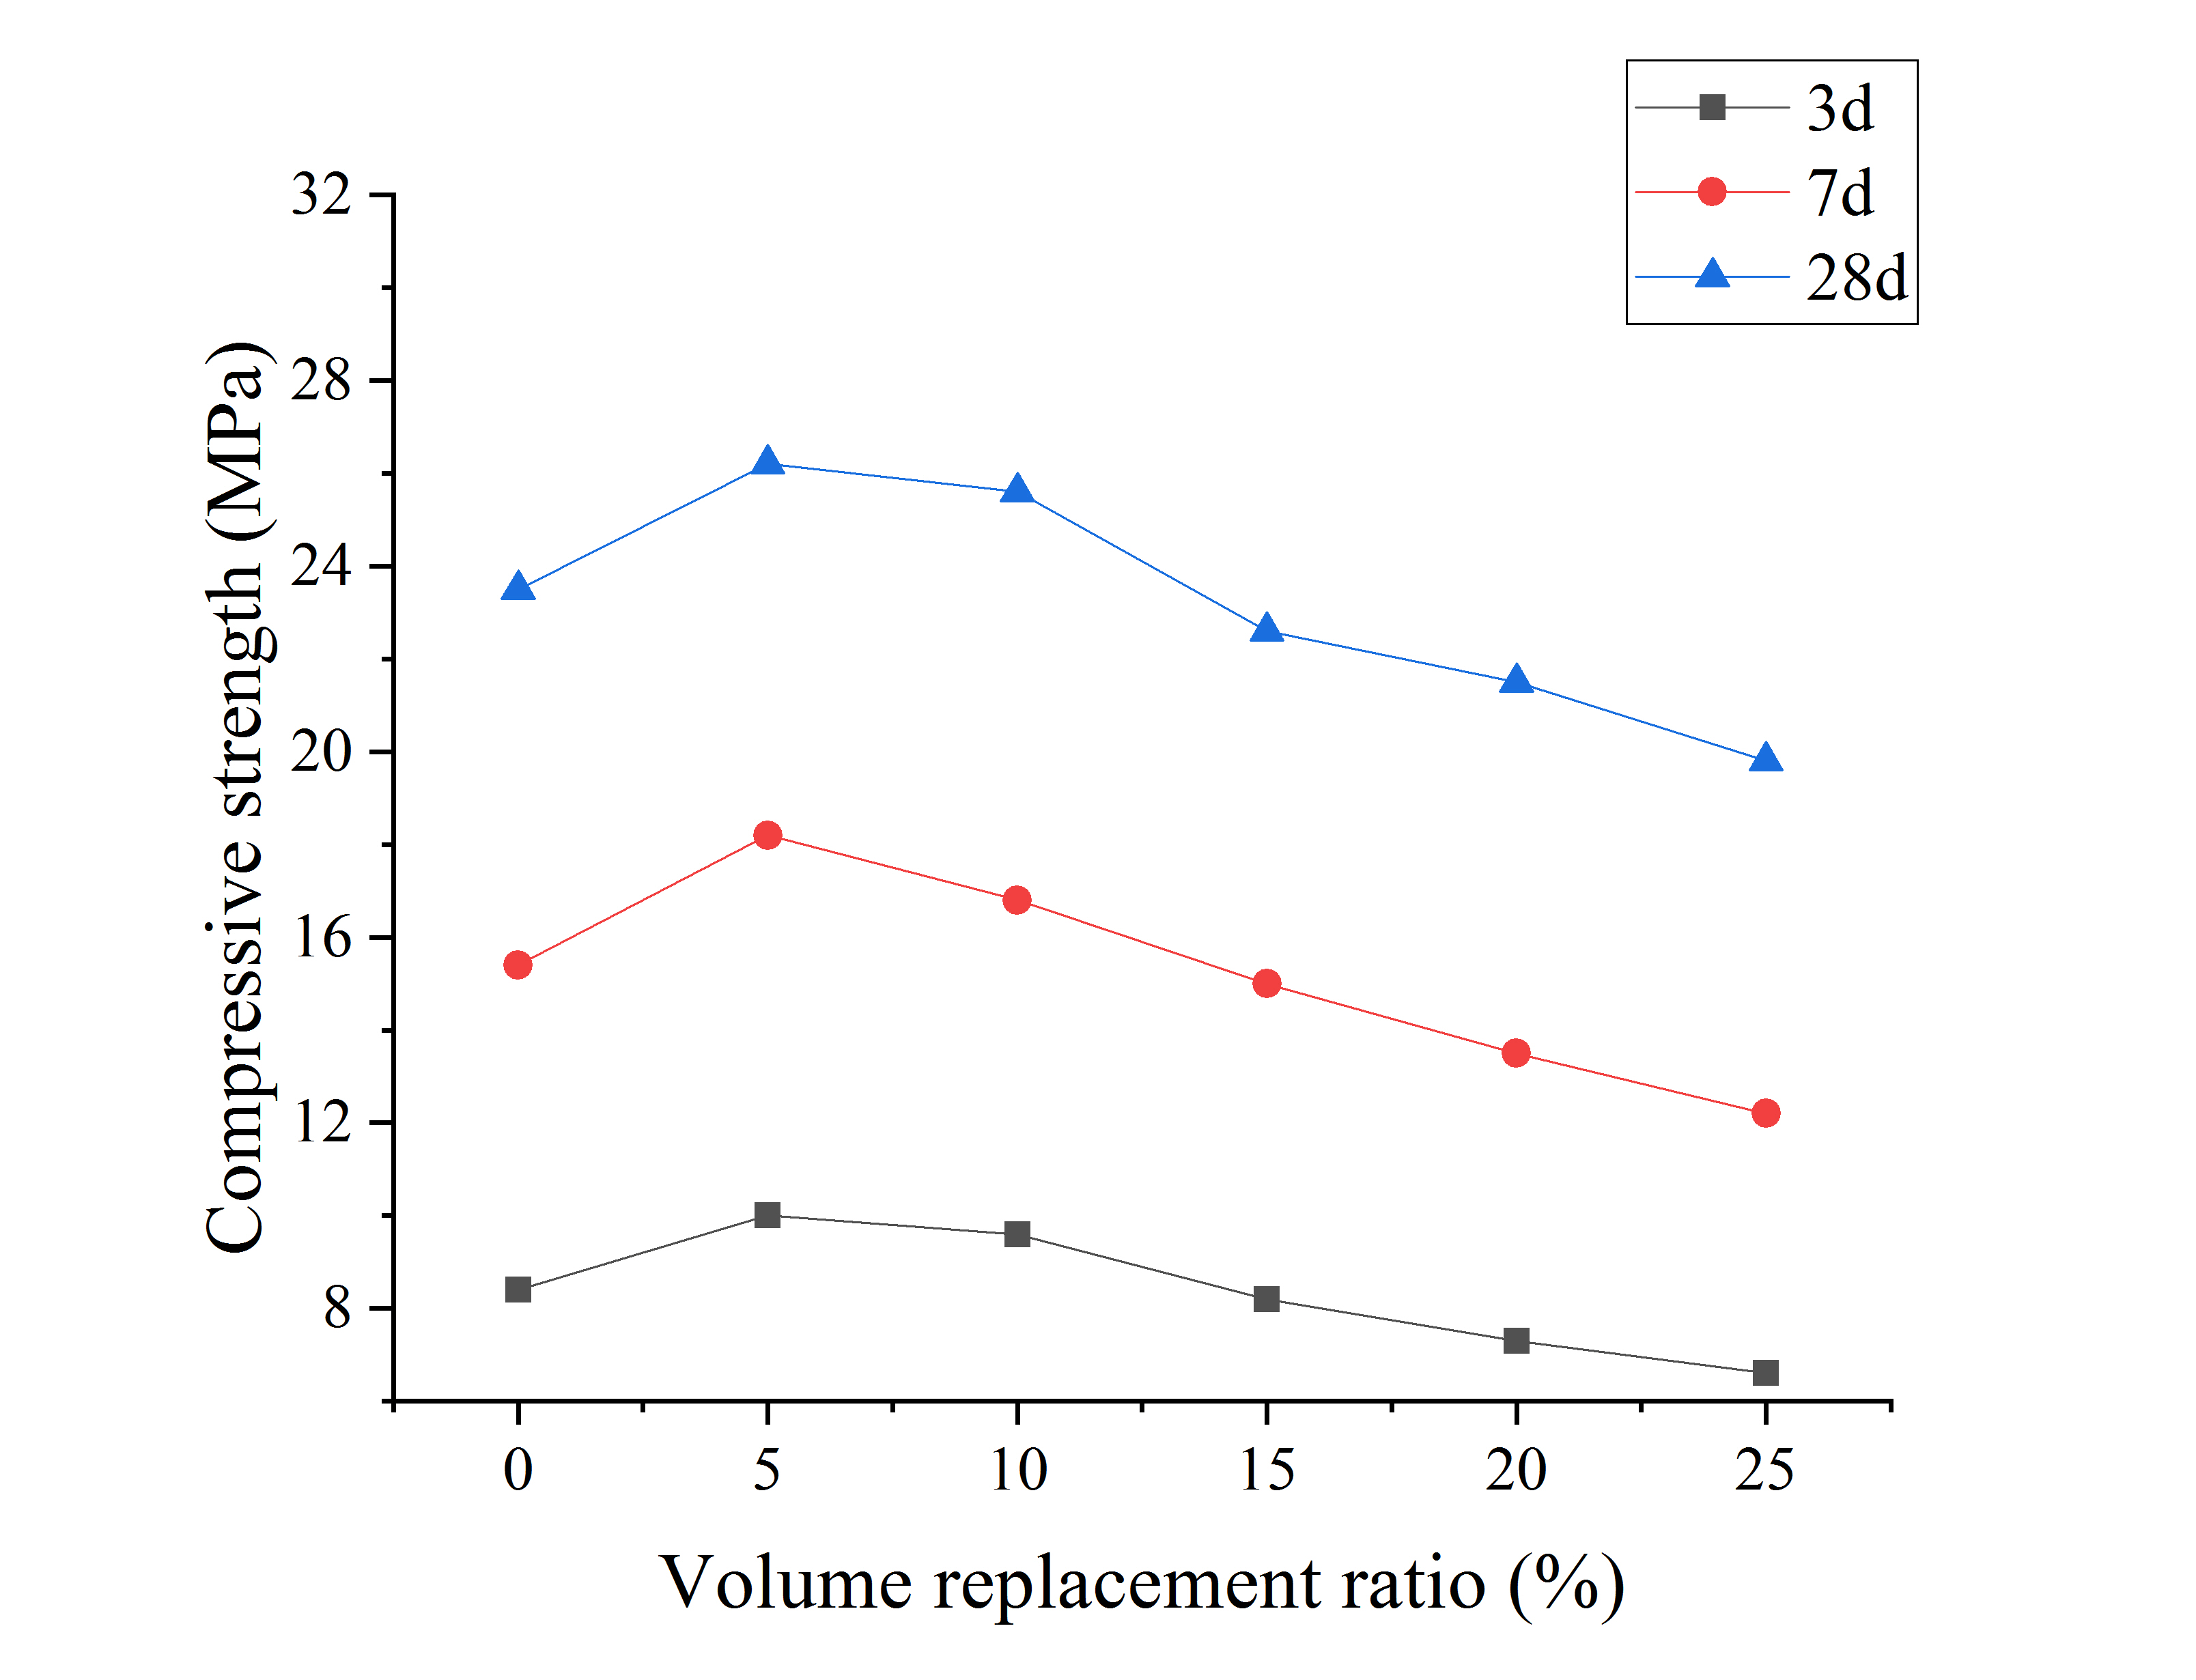 3d
7d
28d
32
28
24
20
16
12
8
Compressive strength (MPa)
0 5 10 15 20 25
Volume replacement ratio (%)